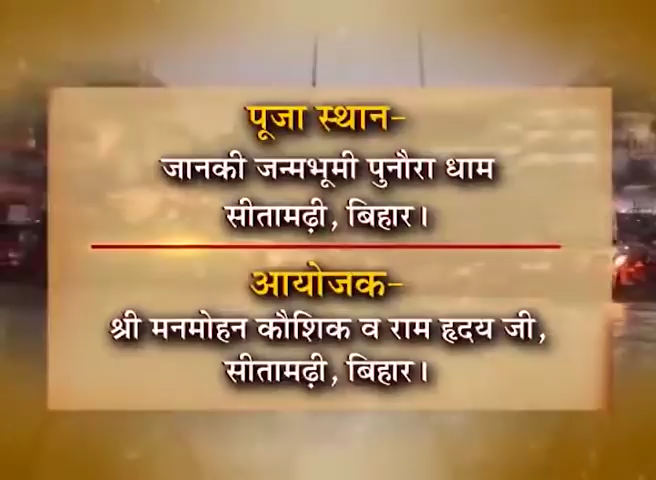 पूजा स्थान-
जानकी जन्मभूमी पुनौरा धाम
सीतामढ़ी, बिहार।
आयोजक-
श्री मनमोहन कौशिक व राम हृदय जी,
सीतामढ़ी, बिहार।